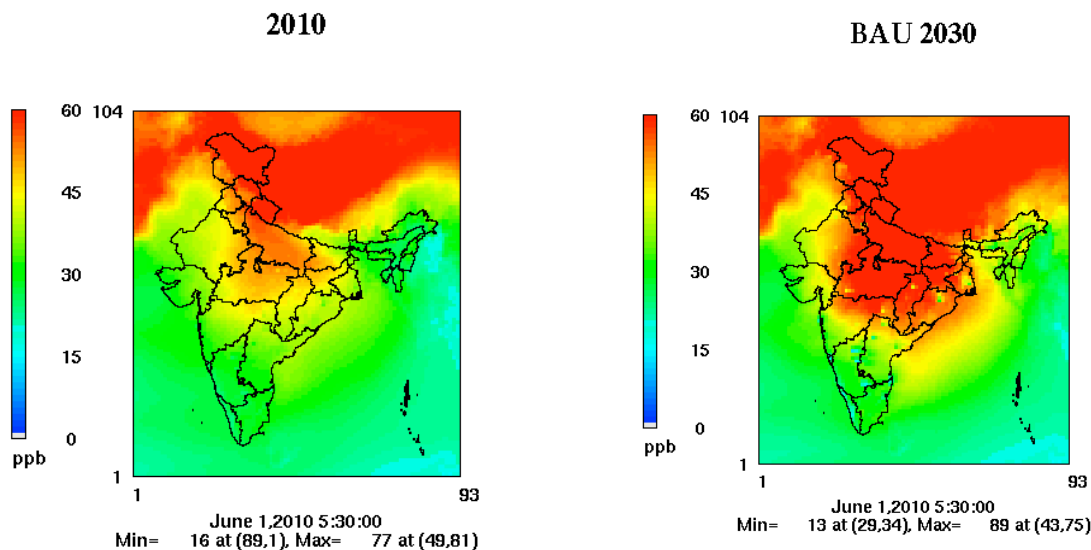 2010
BAU 2030
60
45
30
15
0
ppb
104
1
1
93
June 1,2010 5:30:00
Min= 16 at (89,1), Max= 77 at (49,81)
60
45
30
15
0
ppb
104
1
1
93
June 1,2010 5:30:00
Min= 13 at (29,34), Max= 89 at (43,75)